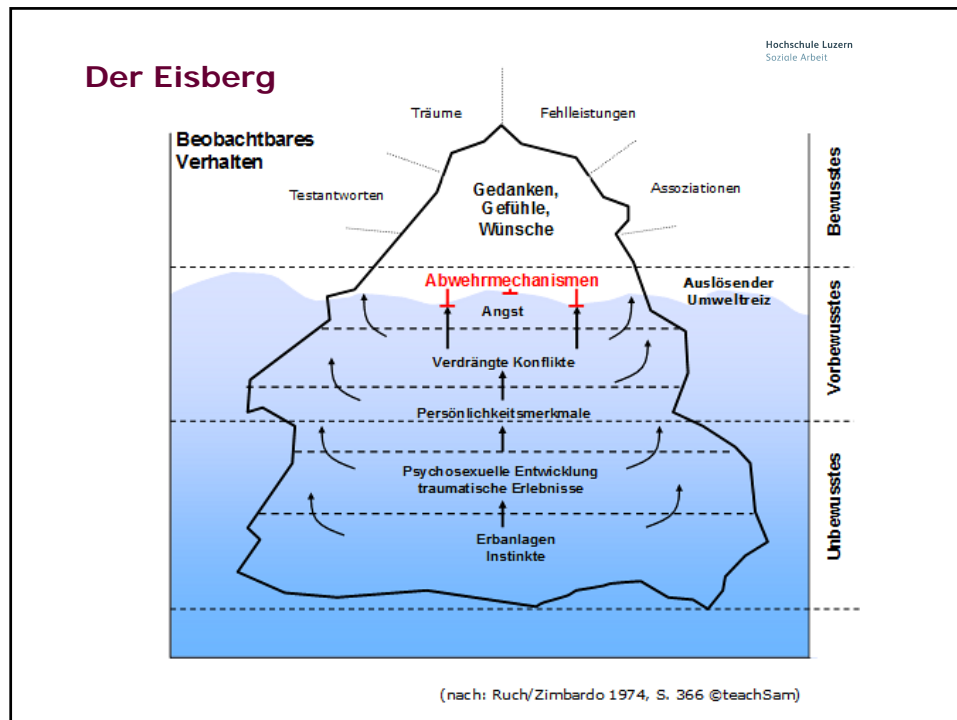 Hochschule Luzern
Soziale Arbeit
Der Eisberg
Träume
Fehlleistungen
Beobachtbares
Verhalten
Testantworten
Assoziationen
Gedanken,
Gefühle,
Wünsche
Bewusstes
Abwehrmechanismen
Auslösender
Umweltreiz
Angst
Verdrängte Konflikte
Vorbewusstes
Persönlichkeitsmerkmale
Psychosexuelle Entwicklung
traumatische Erlebnisse
Unbewusstes
Erbanlagen
Instinkte
(nach: Ruch/Zimbardo 1974, S. 366 ©teachSam)